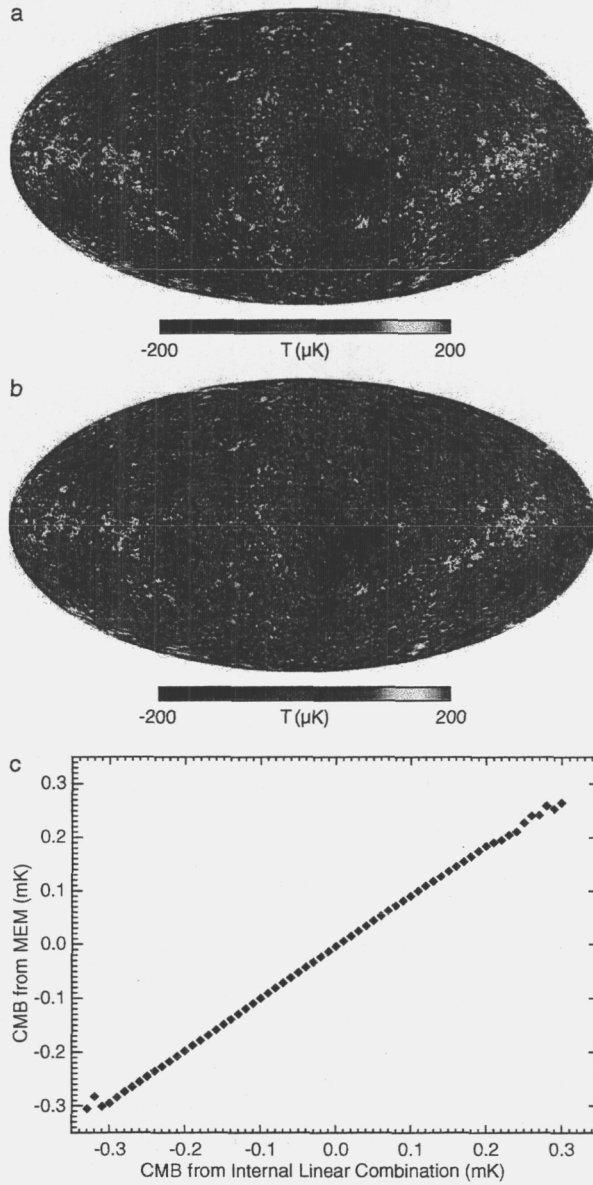 a
-200 T (μK) 200
b
-200 T (μK) 200
c
0.3
0.2
0.1
0.0
-0.1
-0.2
-0.3
CMB from MEM (mK)
-0.3 -0.2 -0.1 0.0 0.1 0.2 0.3
CMB from Internal Linear Combination (mK)